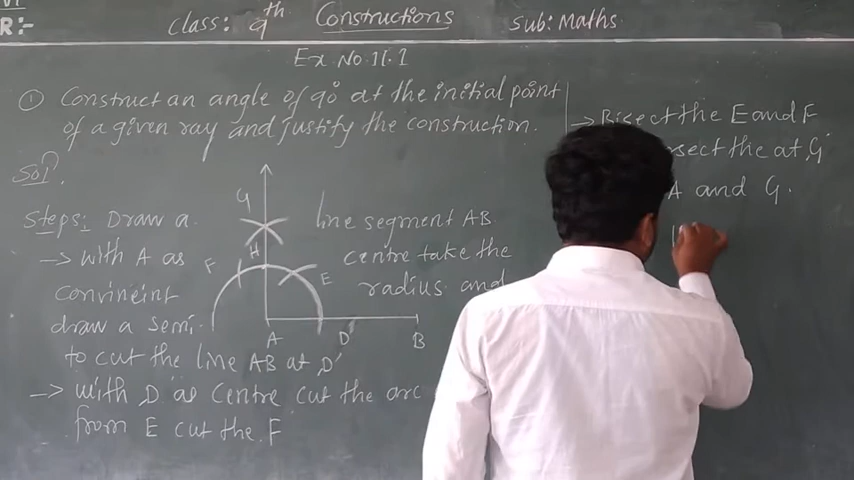 R:-
Class: 9th Constructions Sub: Maths
Ex No.11.1
① Construct an angle of 90° at the initial point
of a given ray and justify the construction.
Sol:
Steps: Draw a line segment AB
→ with A as centre take the
convineint radius and
draw a semi
to cut the line AB at 'D'
→ with D as centre cut the arc
from E cut the F
G
H
F
E
A
D
B
→ Bisect the E and F
sect the at, G
A and G.